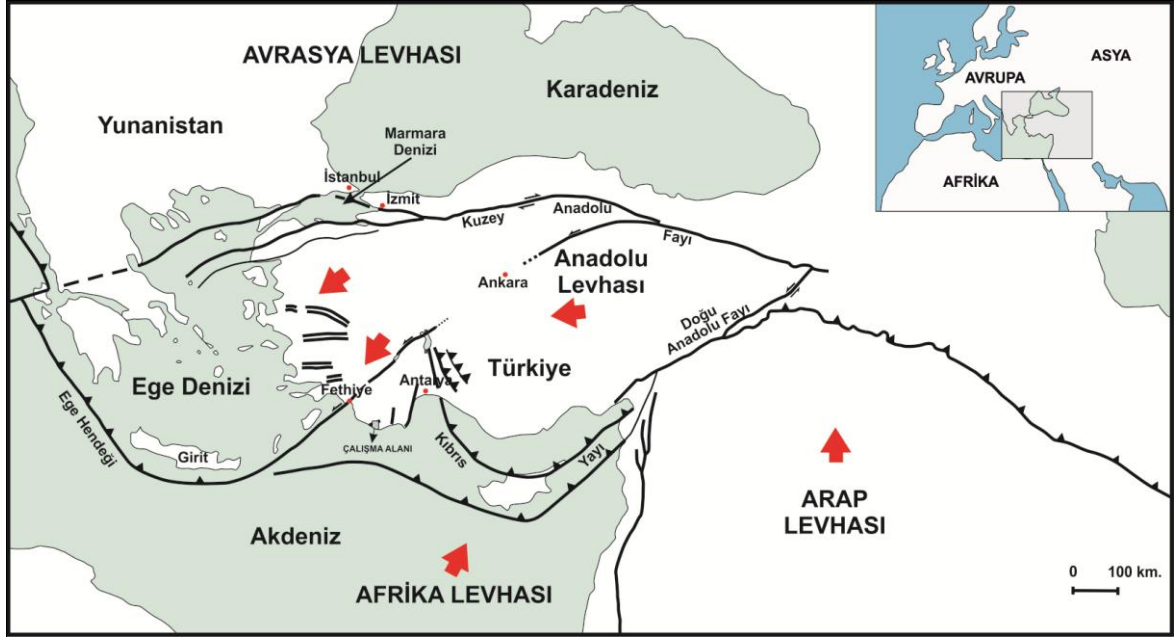 AVRASYA LEVHASI
Karadeniz
Yunanistan
Marmara
Denizi
İstanbul
İzmit
Kuzey
Anadolu
Fayı
Ankara
Anadolu
Levhası
Doğu
Anadolu Fayı
Türkiye
Ege Denizi
Fethiye
Antalya
Ege Hendeği
Girit
ÇALIŞMA ALANI
Kıbrıs
Yayı
Akdeniz
AFRİKA LEVHASI
ARAP
LEVHASI
0 100 km.
ASYA
AVRUPA
AFRİKA